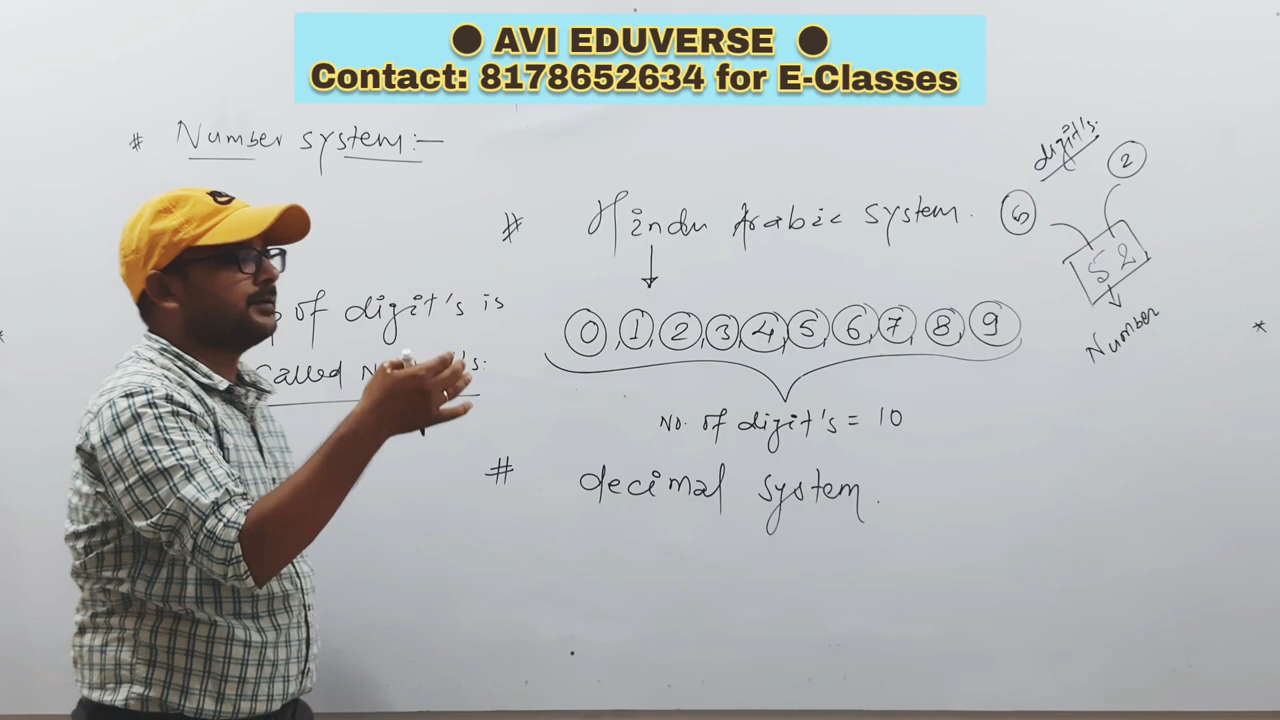 ● AVI EDUVERSE ●
Contact: 8178652634 for E-Classes
# Number system:-
# Hindu Arabic system.
0, 1, 2, 3, 4, 5, 6, 7, 8, 9
No. of digit's = 10
# decimal system.
of digit's is
called
digit's.
2
52
Number
*
*